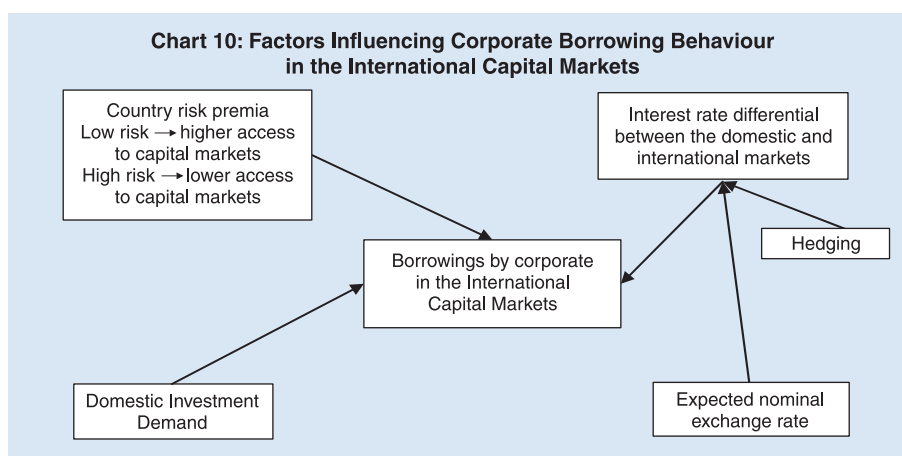 Chart 10: Factors Influencing Corporate Borrowing Behaviour
in the International Capital Markets
Country risk premia
Low risk → higher access
to capital markets
High risk → lower access
to capital markets
Interest rate differential
between the domestic and
international markets
Hedging
Borrowings by corporate
in the International
Capital Markets
Domestic Investment
Demand
Expected nominal
exchange rate